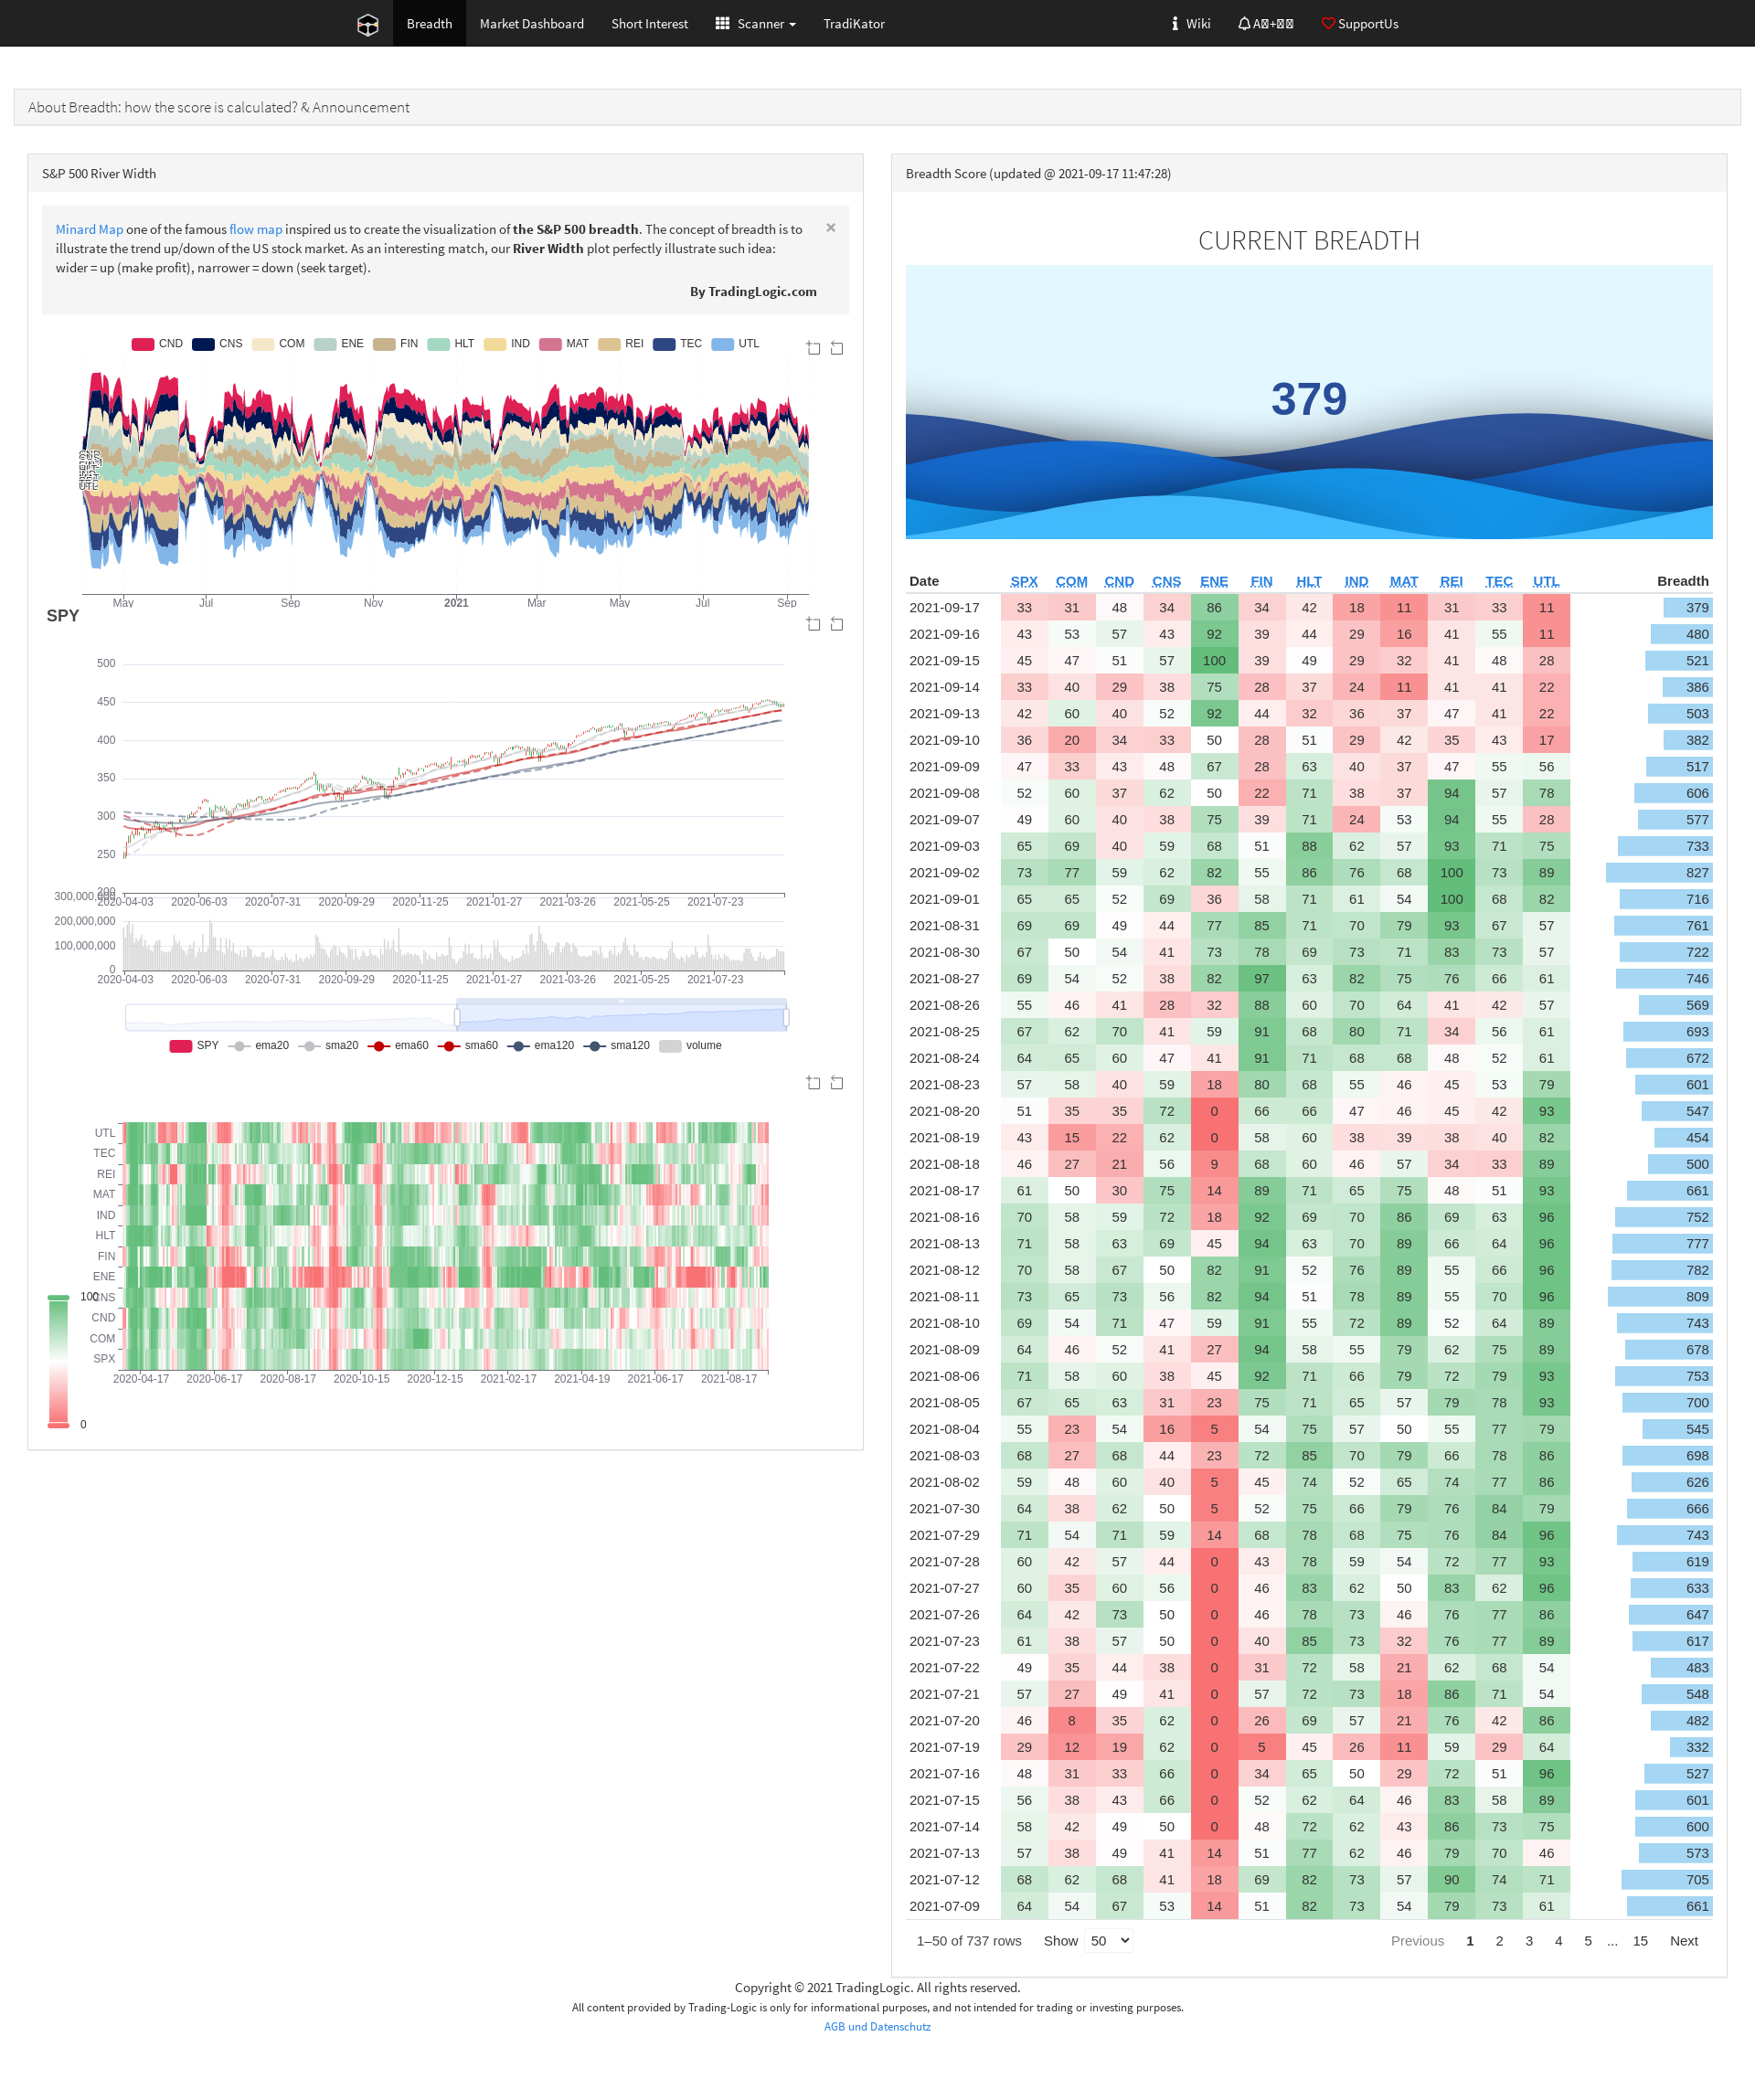 Breadth Market Dashboard Short Interest Scanner TradiKator Wiki SupportUs
About Breadth: how the score is calculated? & Announcement
S&P 500 River Width
Minard Map one of the famous flow map inspired us to create the visualization of the S&P 500 breadth. The concept of breadth is to
illustrate the trend up/down of the US stock market. As an interesting match, our River Width plot perfectly illustrate such idea:
wider = up (make profit), narrower = down (seek target).
×
By TradingLogic.com
CND CNS COM ENE FIN HLT IND MAT REI TEC UTL
UTL
May Jul Sep Nov 2021 Mar May Jul Sep
SPY
500
450
400
350
300
250
200
2020-04-03 2020-06-03 2020-07-31 2020-09-29 2020-11-25 2021-01-27 2021-03-26 2021-05-25 2021-07-23
300,000,000
200,000,000
100,000,000
0
2020-04-03 2020-06-03 2020-07-31 2020-09-29 2020-11-25 2021-01-27 2021-03-26 2021-05-25 2021-07-23
SPY ema20 sma20 ema60 sma60 ema120 sma120 volume
UTL
TEC
REI
MAT
IND
HLT
FIN
ENE
CNS
CND
COM
SPX
100
0
2020-04-17 2020-06-17 2020-08-17 2020-10-15 2020-12-15 2021-02-17 2021-04-19 2021-06-17 2021-08-17
Breadth Score (updated @ 2021-09-17 11:47:28)
CURRENT BREADTH
379
Date SPX COM CND CNS ENE FIN HLT IND MAT REI TEC UTL Breadth
2021-09-17 33 31 48 34 86 34 42 18 11 31 33 11 379
2021-09-16 43 53 57 43 92 39 44 29 16 41 55 11 480
2021-09-15 45 47 51 57 100 39 49 29 32 41 48 28 521
2021-09-14 33 40 29 38 75 28 37 24 11 41 41 22 386
2021-09-13 42 60 40 52 92 44 32 36 37 47 41 22 503
2021-09-10 36 20 34 33 50 28 51 29 42 35 43 17 382
2021-09-09 47 33 43 48 67 28 63 40 37 47 55 56 517
2021-09-08 52 60 37 62 50 22 71 38 37 94 57 78 606
2021-09-07 49 60 40 38 75 39 71 24 53 94 55 28 577
2021-09-03 65 69 40 59 68 51 88 62 57 93 71 75 733
2021-09-02 73 77 59 62 82 55 86 76 68 100 73 89 827
2021-09-01 65 65 52 69 36 58 71 61 54 100 68 82 716
2021-08-31 69 69 49 44 77 85 71 70 79 93 67 57 761
2021-08-30 67 50 54 41 73 78 69 73 71 83 73 57 722
2021-08-27 69 54 52 38 82 97 63 82 75 76 66 61 746
2021-08-26 55 46 41 28 32 88 60 70 64 41 42 57 569
2021-08-25 67 62 70 41 59 91 68 80 71 34 56 61 693
2021-08-24 64 65 60 47 41 91 71 68 68 48 52 61 672
2021-08-23 57 58 40 59 18 80 68 55 46 45 53 79 601
2021-08-20 51 35 35 72 0 66 66 47 46 45 42 93 547
2021-08-19 43 15 22 62 0 58 60 38 39 38 40 82 454
2021-08-18 46 27 21 56 9 68 60 46 57 34 33 89 500
2021-08-17 61 50 30 75 14 89 71 65 75 48 51 93 661
2021-08-16 70 58 59 72 18 92 69 70 86 69 63 96 752
2021-08-13 71 58 63 69 45 94 63 70 89 66 64 96 777
2021-08-12 70 58 67 50 82 91 52 76 89 55 66 96 782
2021-08-11 73 65 73 56 82 94 51 78 89 55 70 96 809
2021-08-10 69 54 71 47 59 91 55 72 89 52 64 89 743
2021-08-09 64 46 52 41 27 94 58 55 79 62 75 89 678
2021-08-06 71 58 60 38 45 92 71 66 79 72 79 93 753
2021-08-05 67 65 63 31 23 75 71 65 57 79 78 93 700
2021-08-04 55 23 54 16 5 54 75 57 50 55 77 79 545
2021-08-03 68 27 68 44 23 72 85 70 79 66 78 86 698
2021-08-02 59 48 60 40 5 45 74 52 65 74 77 86 626
2021-07-30 64 38 62 50 5 52 75 66 79 76 84 79 666
2021-07-29 71 54 71 59 14 68 78 68 75 76 84 96 743
2021-07-28 60 42 57 44 0 43 78 59 54 72 77 93 619
2021-07-27 60 35 60 56 0 46 83 62 50 83 62 96 633
2021-07-26 64 42 73 50 0 46 78 73 46 76 77 86 647
2021-07-23 61 38 57 50 0 40 85 73 32 76 77 89 617
2021-07-22 49 35 44 38 0 31 72 58 21 62 68 54 483
2021-07-21 57 27 49 41 0 57 72 73 18 86 71 54 548
2021-07-20 46 8 35 62 0 26 69 57 21 76 42 86 482
2021-07-19 29 12 19 62 0 5 45 26 11 59 29 64 332
2021-07-16 48 31 33 66 0 34 65 50 29 72 51 96 527
2021-07-15 56 38 43 66 0 52 62 64 46 83 58 89 601
2021-07-14 58 42 49 50 0 48 72 62 43 86 73 75 600
2021-07-13 57 38 49 41 14 51 77 62 46 79 70 46 573
2021-07-12 68 62 68 41 18 69 82 73 57 90 74 71 705
2021-07-09 64 54 67 53 14 51 82 73 54 79 73 61 661
1–50 of 737 rows Show 50 Previous 1 2 3 4 5 ... 15 Next
Copyright © 2021 TradingLogic. All rights reserved.
All content provided by Trading-Logic is only for informational purposes, and not intended for trading or investing purposes.
AGB und Datenschutz